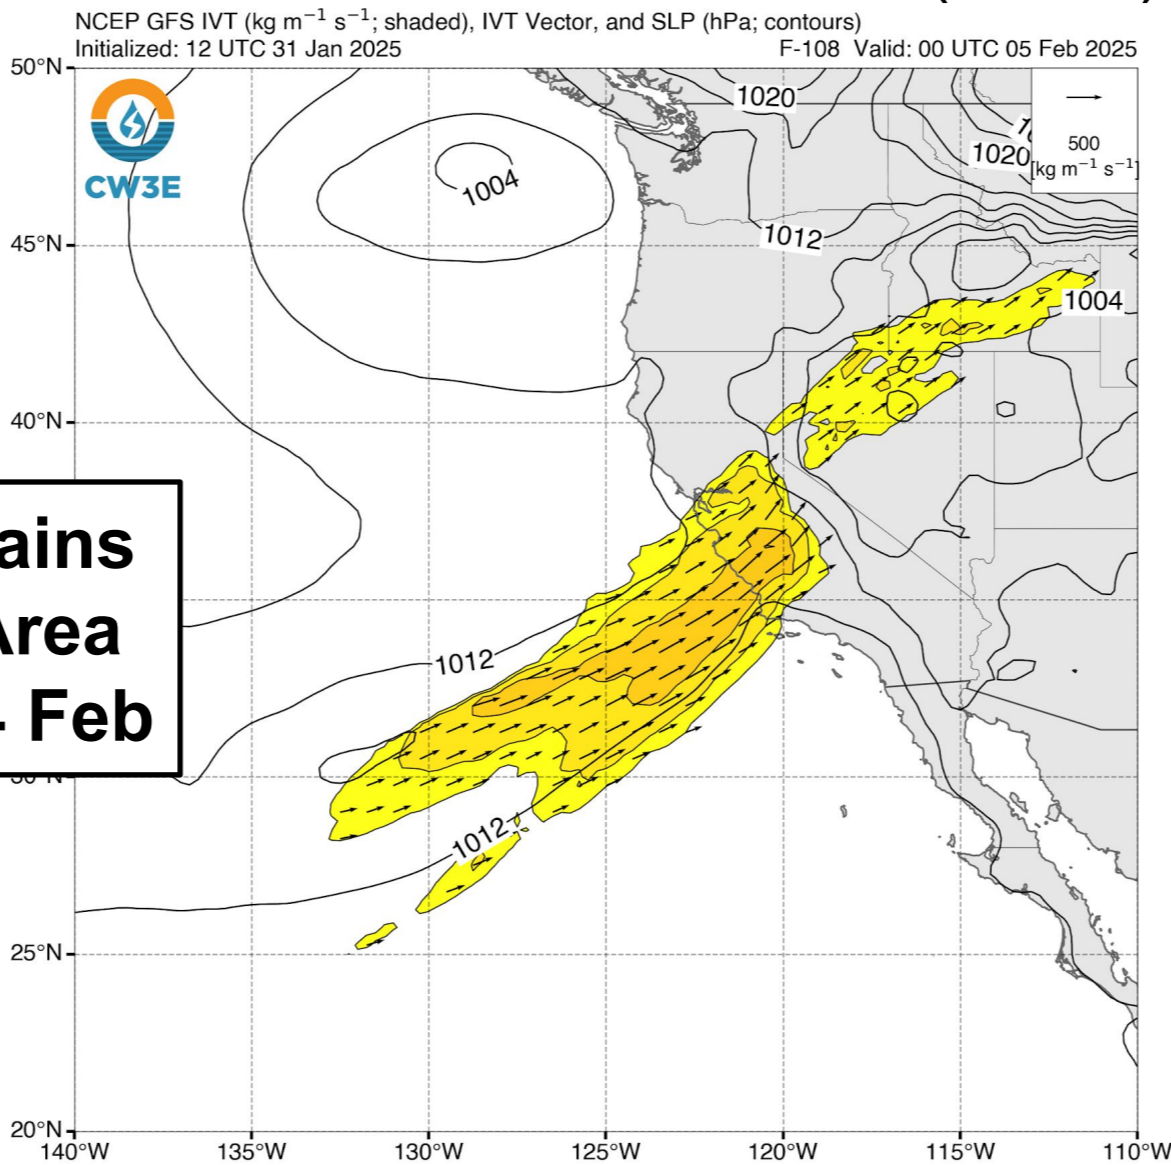 NCEP GFS IVT (kg m⁻¹ s⁻¹; shaded), IVT Vector, and SLP (hPa; contours)
Initialized: 12 UTC 31 Jan 2025
F-108 Valid: 00 UTC 05 Feb 2025
50°N
CW3E
1004
1020
1020
500
[kg m⁻¹ s⁻¹]
45°N
1012
1004
40°N
ains
Area
Feb
1012
1012
25°N
20°N
140°W
135°W
130°W
125°W
120°W
115°W
110°W